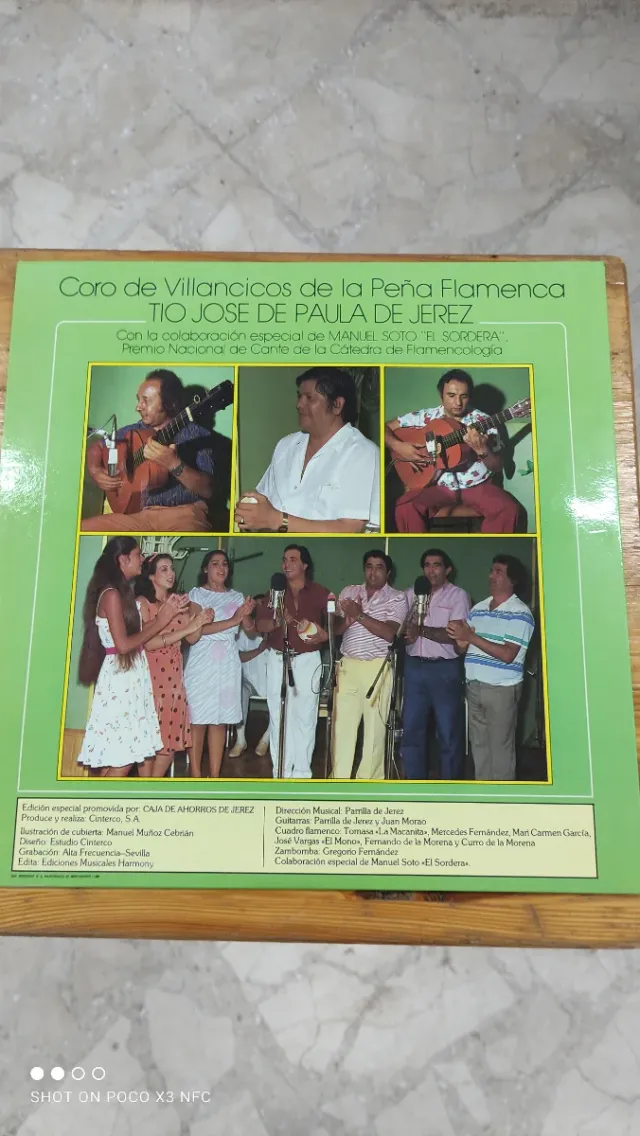 Coro de Villancicos de la Peña Flamenca
TIO JOSE DE PAULA DE JEREZ
Con la colaboración especial de MANUEL SOTO "EL SORDERA",
Premio Nacional de Cante de la Cátedra de Flamencología
Edición especial promovida por: CAJA DE AHORROS DE JEREZ
Produce y realiza: Cinterco, S.A.
Ilustración de cubierta: Manuel Muñoz Cebrián
Diseño: Estudio Cinterco
Grabación: Alta Frecuencia–Sevilla
Edita: Ediciones Musicales Harmony
Dirección Musical: Parrilla de Jerez
Guitarras: Parrilla de Jerez y Juan Morao
Cuadro flamenco: Tomasa «La Macanita», Mercedes Fernández, Mari Carmen García,
José Vargas «El Mono», Fernando de la Morena y Curro de la Morena
Zambomba: Gregorio Fernández
Colaboración especial de Manuel Soto «El Sordera».
SHOT ON POCO X3 NFC